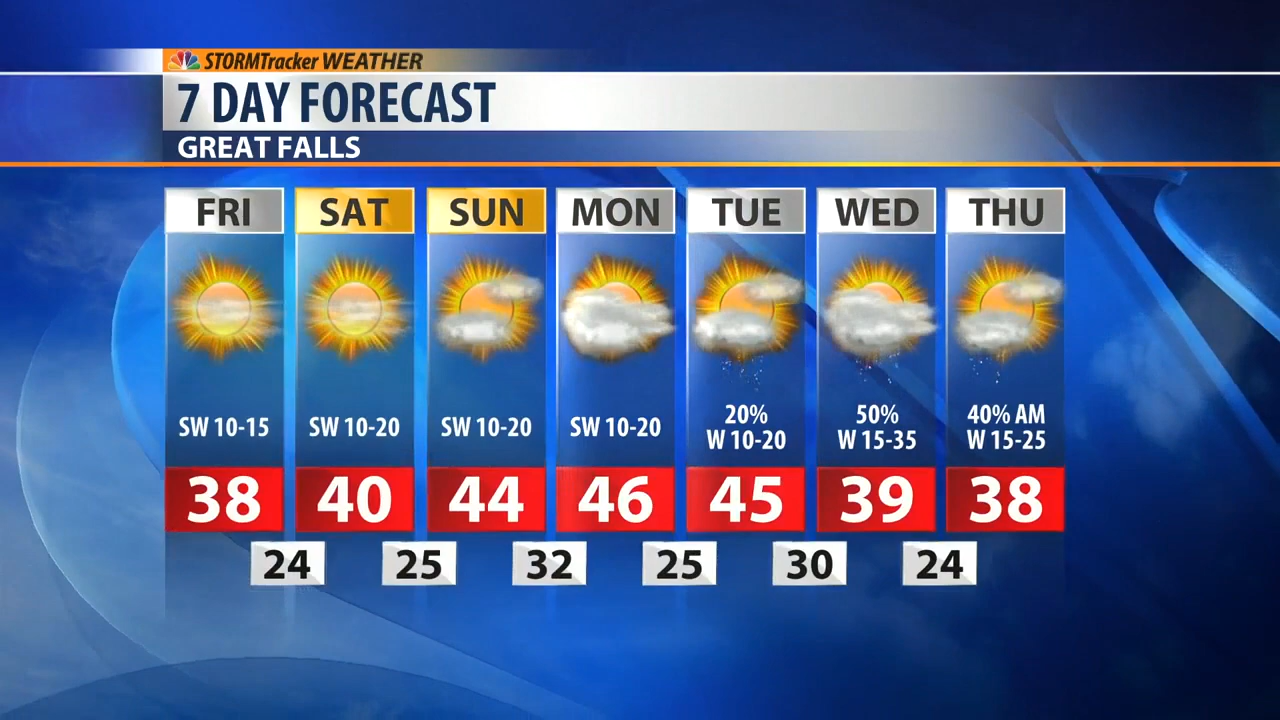 STORMTracker WEATHER
7 DAY FORECAST
GREAT FALLS
FRI SAT SUN MON TUE WED THU
20% 50% 40% AM
SW 10-15 SW 10-20 SW 10-20 SW 10-20 W 10-20 W 15-35 W 15-25
38 40 44 46 45 39 38
24 25 32 25 30 24